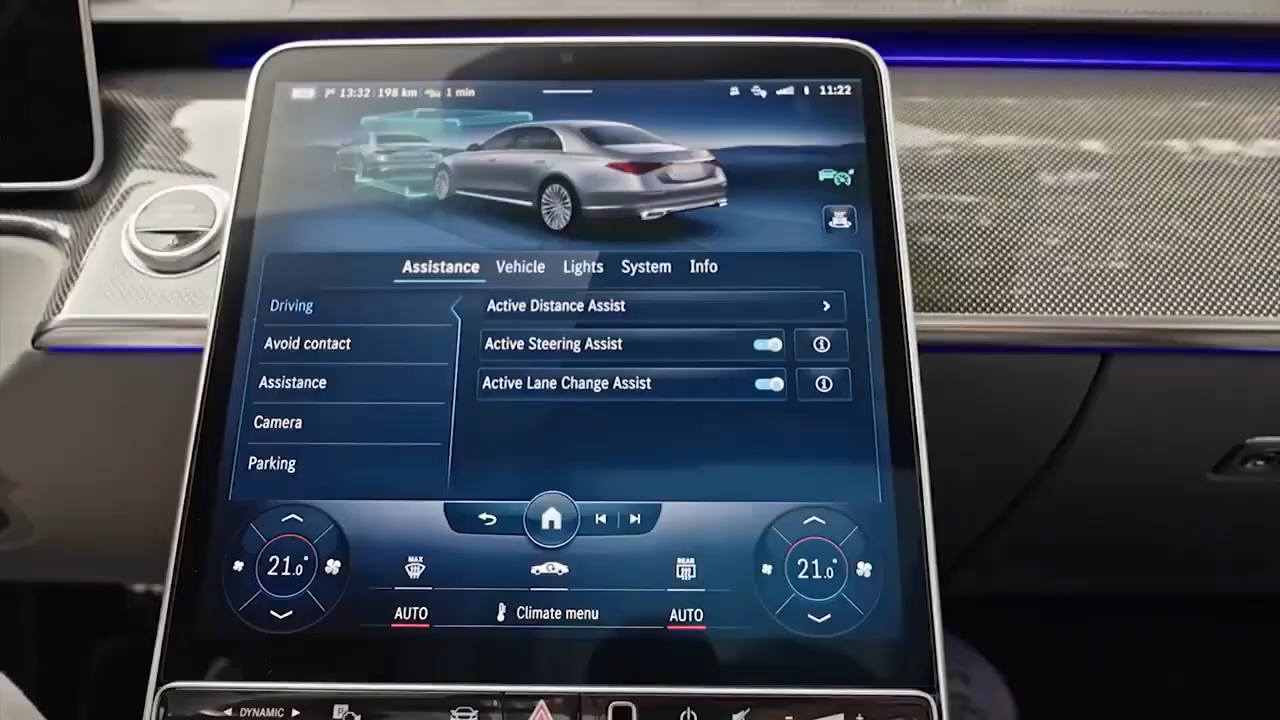 13:32 198 km 1 min 11:22
Assistance Vehicle Lights System Info
Driving
Avoid contact
Assistance
Camera
Parking
Active Distance Assist
Active Steering Assist
Active Lane Change Assist
21.0°
MAX
REAR
21.0°
AUTO
Climate menu
AUTO
DYNAMIC
P